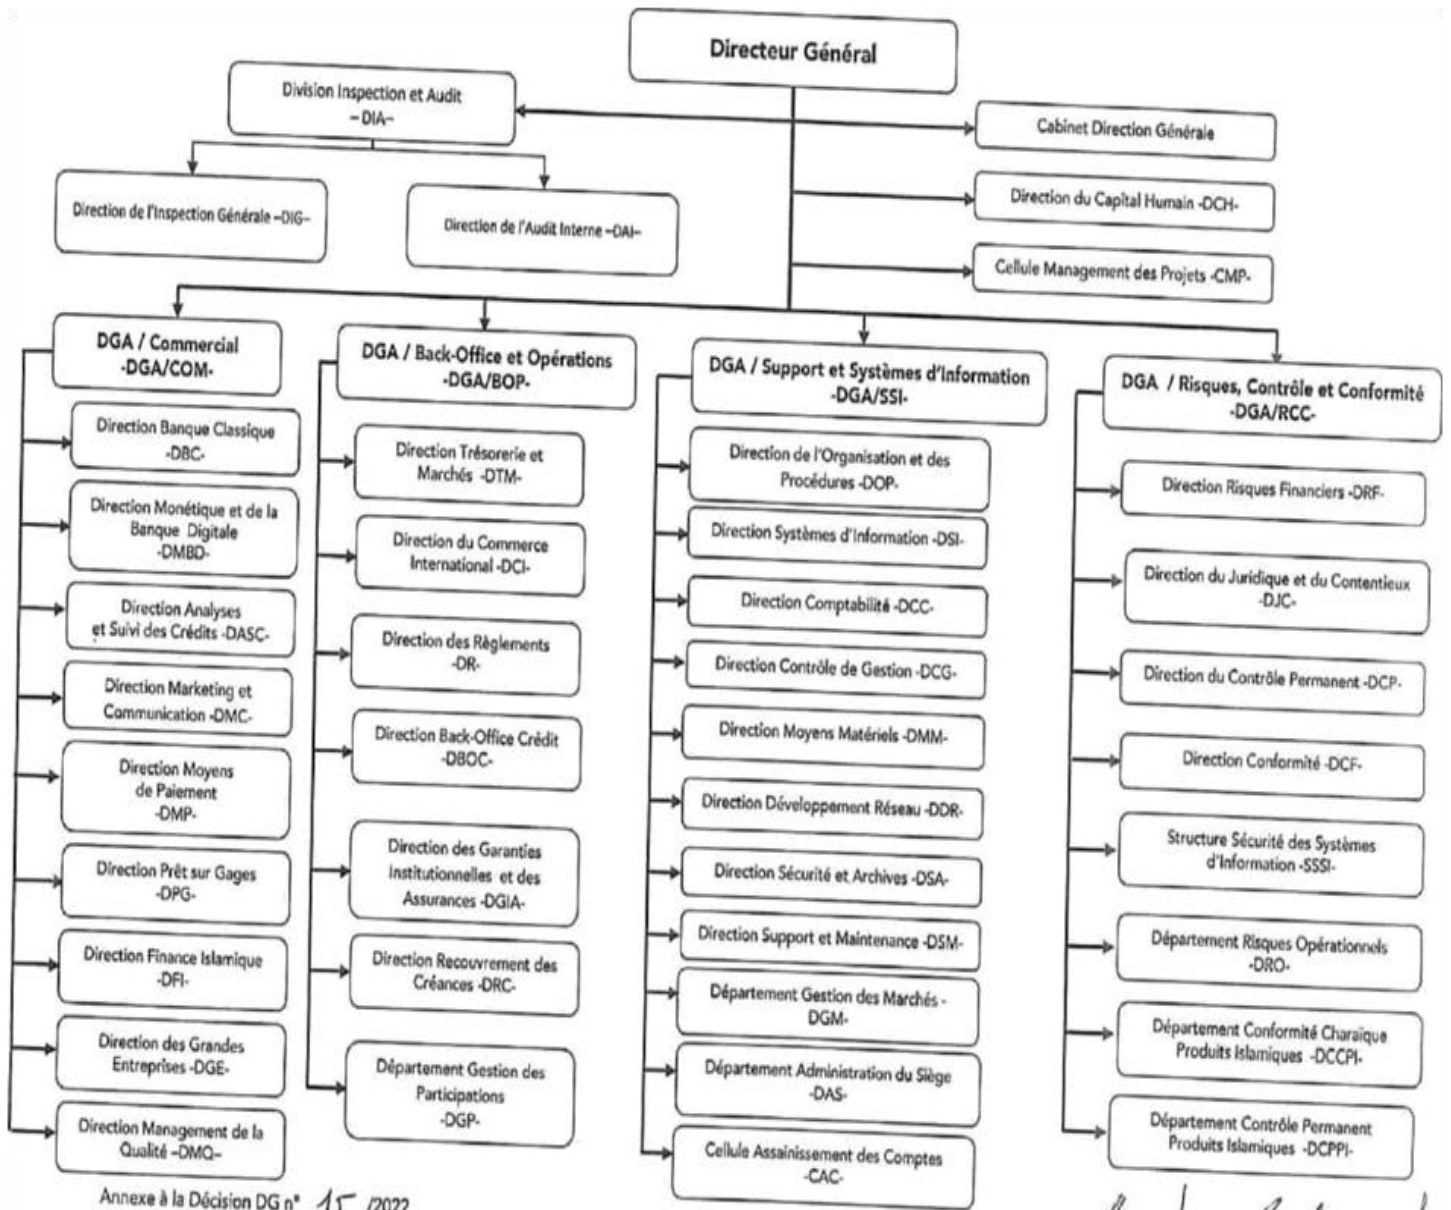 Directeur Général
Division Inspection et Audit
–DIA–
Cabinet Direction Générale
Direction du Capital Humain -DCH-
Cellule Management des Projets -CMP-
Direction de l'Inspection Générale –DIG–
Direction de l'Audit Interne –DAI–
DGA / Commercial
-DGA/COM-
Direction Banque Classique
-DBC-
Direction Monétique et de la
Banque Digitale
-DMBD-
Direction Analyses
et Suivi des Crédits -DASC-
Direction Marketing et
Communication -DMC-
Direction Moyens
de Paiement
-DMP-
Direction Prêt sur Gages
-DPG-
Direction Finance Islamique
-DFI-
Direction des Grandes
Entreprises -DGE-
Direction Management de la
Qualité –DMQ–
DGA / Back-Office et Opérations
-DGA/BOP-
Direction Trésorerie et
Marchés -DTM-
Direction du Commerce
International -DCI-
Direction des Règlements
-DR-
Direction Back-Office Crédit
-DBOC-
Direction des Garanties
Institutionnelles et des
Assurances -DGIA-
Direction Recouvrement des
Créances -DRC-
Département Gestion des
Participations
-DGP-
DGA / Support et Systèmes d'Information
-DGA/SSI-
Direction de l'Organisation et des
Procédures -DOP-
Direction Systèmes d'Information -DSI-
Direction Comptabilité -DCC-
Direction Contrôle de Gestion -DCG-
Direction Moyens Matériels -DMM-
Direction Développement Réseau -DDR-
Direction Sécurité et Archives -DSA-
Direction Support et Maintenance -DSM-
Département Gestion des Marchés -
DGM-
Département Administration du Siège
-DAS-
Cellule Assainissement des Comptes
-CAC-
DGA / Risques, Contrôle et Conformité
-DGA/RCC-
Direction Risques Financiers -DRF-
Direction du Juridique et du Contentieux
-DJC-
Direction du Contrôle Permanent -DCP-
Direction Conformité -DCF-
Structure Sécurité des Systèmes
d'Information -SSSI-
Département Risques Opérationnels
-DRO-
Département Conformité Charaïque
Produits Islamiques -DCCPI-
Département Contrôle Permanent
Produits Islamiques -DCPPI-
Annexe à la Décision DG n° 15 /2022